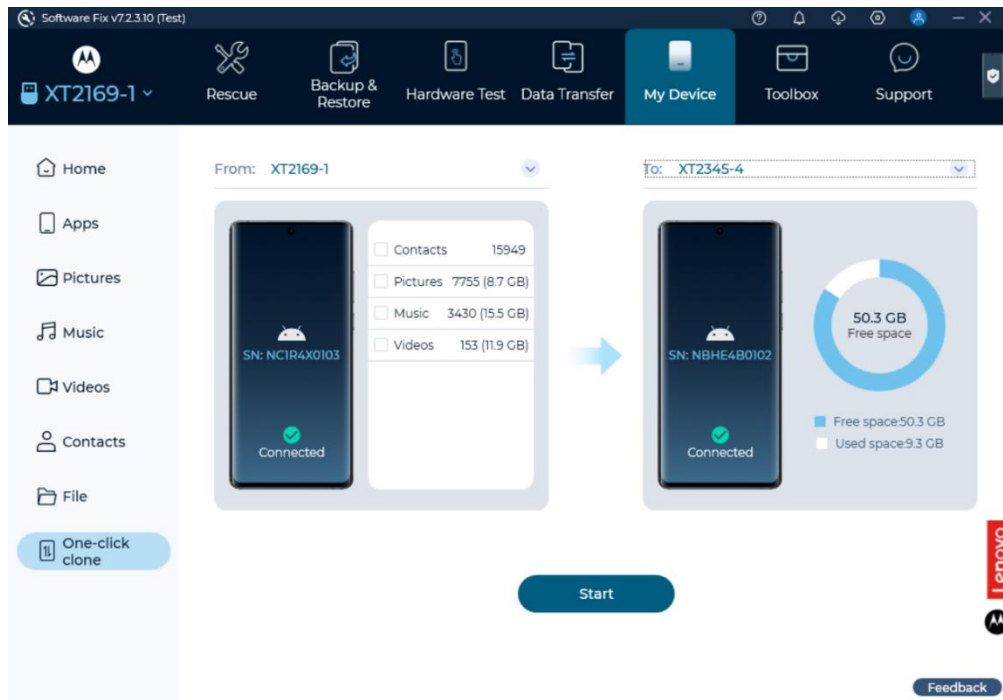 Software Fix v7.2.3.10 (Test)
XT2169-1
Rescue
Backup &
Restore
Hardware Test
Data Transfer
My Device
Toolbox
Support
Home
Apps
Pictures
Music
Videos
Contacts
File
One-click
clone
From: XT2169-1
Contacts 15949
Pictures 7755 (8.7 GB)
Music 3430 (15.5 GB)
Videos 153 (11.9 GB)
SN: NC1R4X0103
Connected
To: XT2345-4
SN: NBHE4B0102
Connected
50.3 GB
Free space
Free space:50.3 GB
Used space:9.3 GB
Start
Lenovo
Feedback